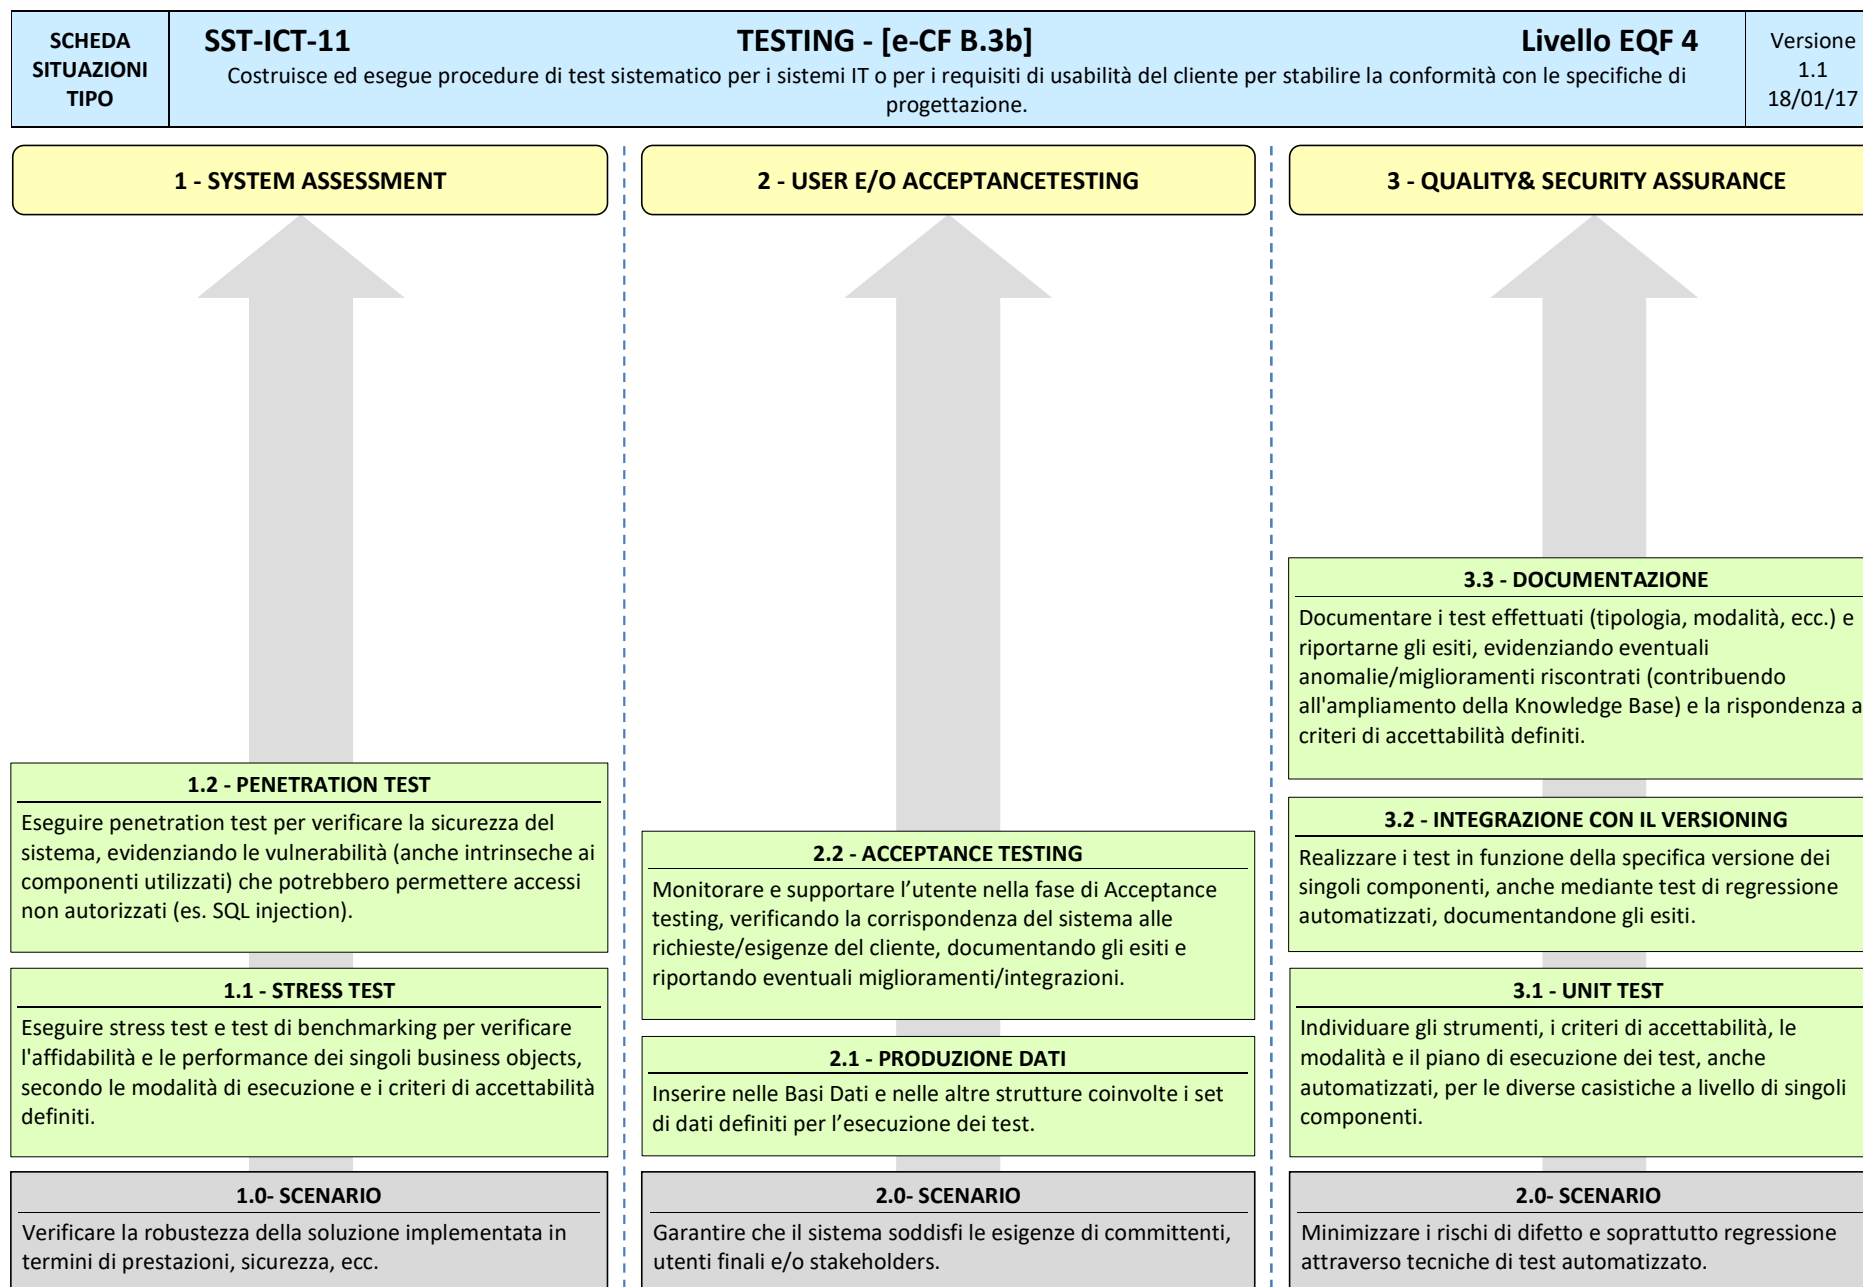 SCHEDA
SITUAZIONI
TIPO
SST-ICT-11 TESTING - [e-CF B.3b] Livello EQF 4
Costruisce ed esegue procedure di test sistematico per i sistemi IT o per i requisiti di usabilità del cliente per stabilire la conformità con le specifiche di
progettazione.
Versione
1.1
18/01/17
1 - SYSTEM ASSESSMENT
1.2 - PENETRATION TEST
Eseguire penetration test per verificare la sicurezza del
sistema, evidenziando le vulnerabilità (anche intrinseche ai
componenti utilizzati) che potrebbero permettere accessi
non autorizzati (es. SQL injection).
1.1 - STRESS TEST
Eseguire stress test e test di benchmarking per verificare
l'affidabilità e le performance dei singoli business objects,
secondo le modalità di esecuzione e i criteri di accettabilità
definiti.
1.0- SCENARIO
Verificare la robustezza della soluzione implementata in
termini di prestazioni, sicurezza, ecc.
2 - USER E/O ACCEPTANCETESTING
2.2 - ACCEPTANCE TESTING
Monitorare e supportare l’utente nella fase di Acceptance
testing, verificando la corrispondenza del sistema alle
richieste/esigenze del cliente, documentando gli esiti e
riportando eventuali miglioramenti/integrazioni.
2.1 - PRODUZIONE DATI
Inserire nelle Basi Dati e nelle altre strutture coinvolte i set
di dati definiti per l’esecuzione dei test.
2.0- SCENARIO
Garantire che il sistema soddisfi le esigenze di committenti,
utenti finali e/o stakeholders.
3 - QUALITY& SECURITY ASSURANCE
3.3 - DOCUMENTAZIONE
Documentare i test effettuati (tipologia, modalità, ecc.) e
riportarne gli esiti, evidenziando eventuali
anomalie/miglioramenti riscontrati (contribuendo
all'ampliamento della Knowledge Base) e la rispondenza a
criteri di accettabilità definiti.
3.2 - INTEGRAZIONE CON IL VERSIONING
Realizzare i test in funzione della specifica versione dei
singoli componenti, anche mediante test di regressione
automatizzati, documentandone gli esiti.
3.1 - UNIT TEST
Individuare gli strumenti, i criteri di accettabilità, le
modalità e il piano di esecuzione dei test, anche
automatizzati, per le diverse casistiche a livello di singoli
componenti.
2.0- SCENARIO
Minimizzare i rischi di difetto e soprattutto regressione
attraverso tecniche di test automatizzato.